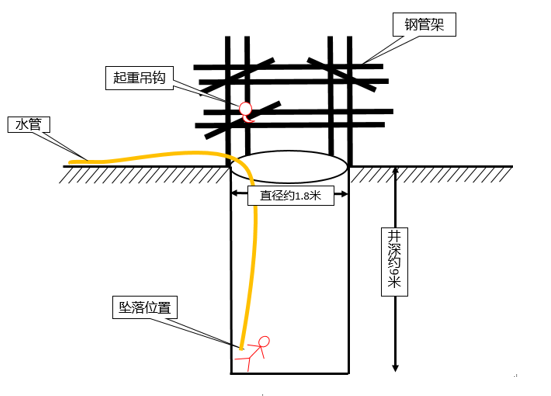 钢管架
起重吊钩
水管
直径约1.8米
井深约9米
坠落位置